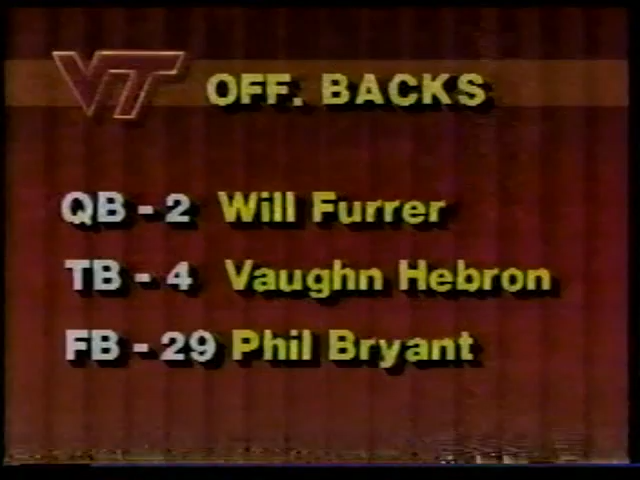 VT OFF. BACKS
QB - 2 Will Furrer
TB - 4 Vaughn Hebron
FB - 29 Phil Bryant